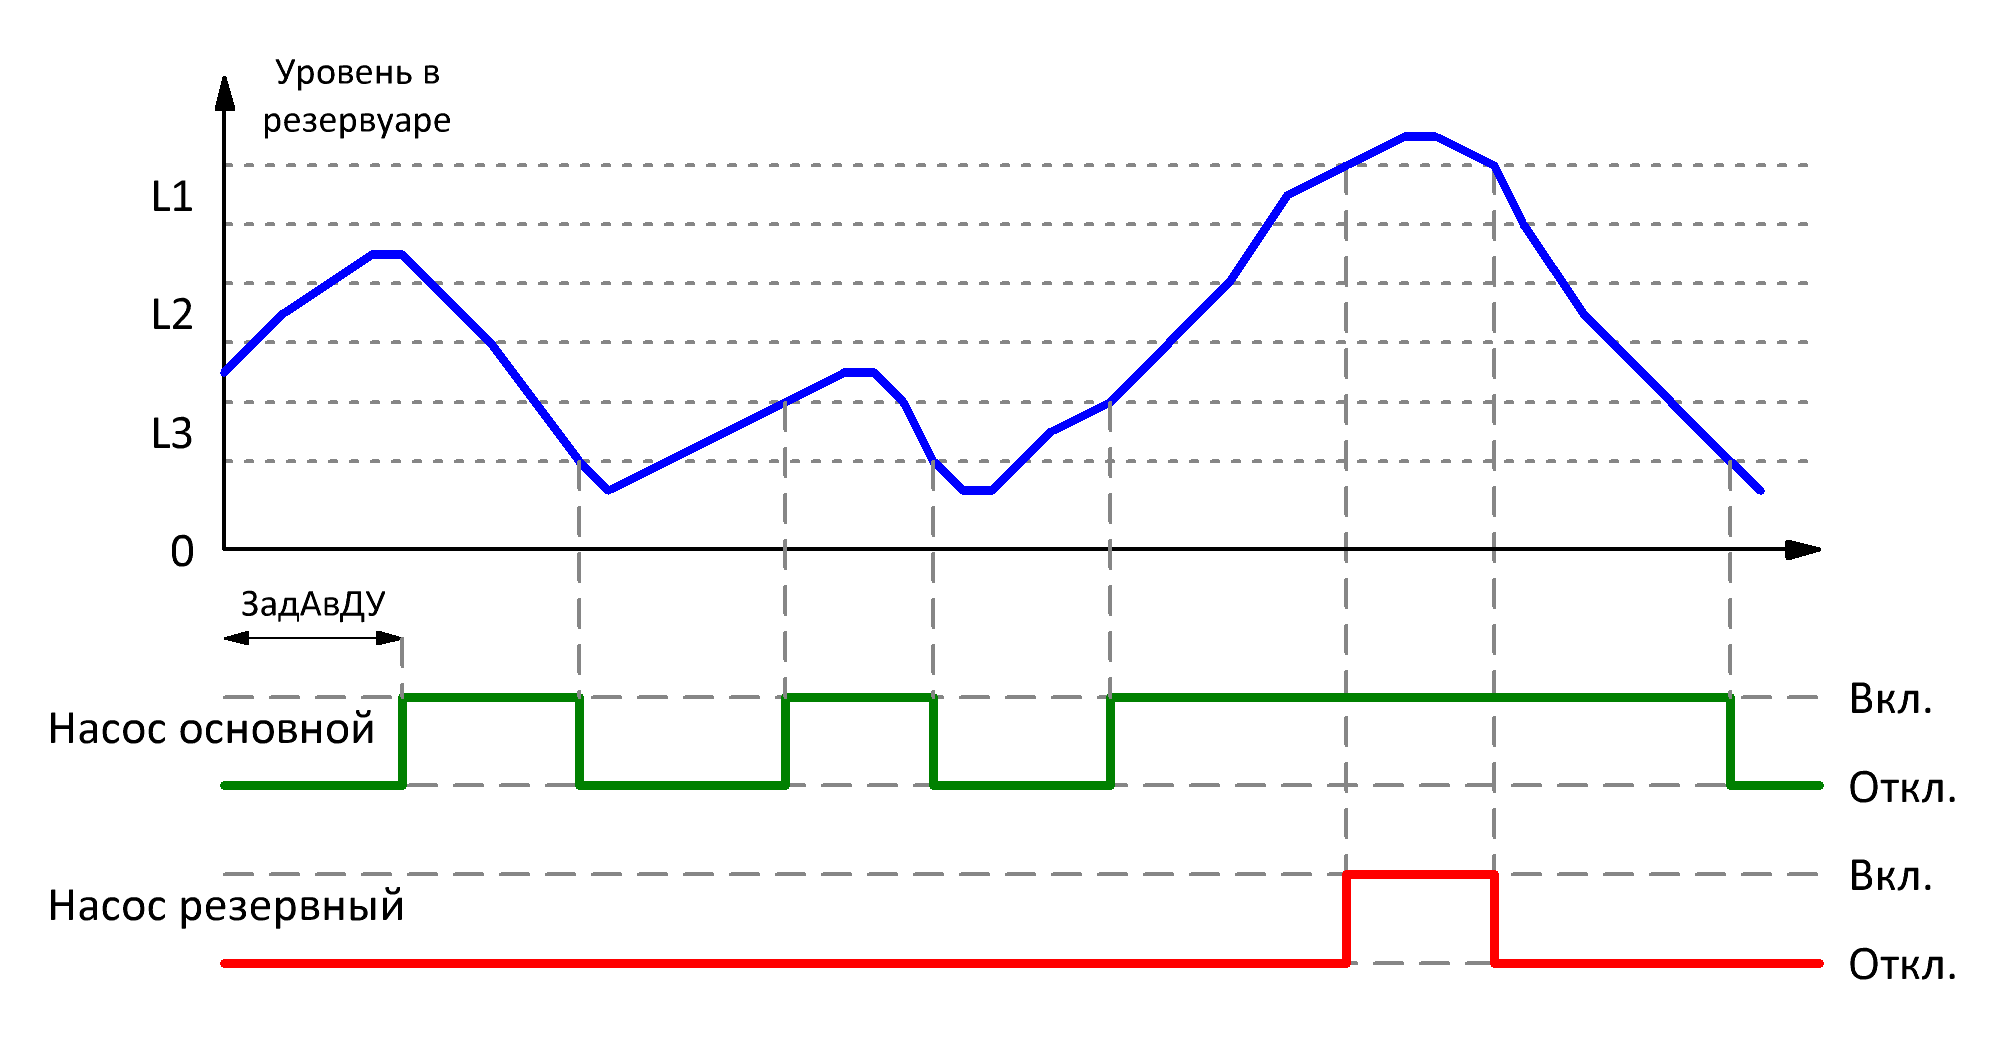 Уровень в
резервуаре
L1
L2
L3
0
ЗадАвДУ
Насос основной
Вкл.
Откл.
Насос резервный
Вкл.
Откл.